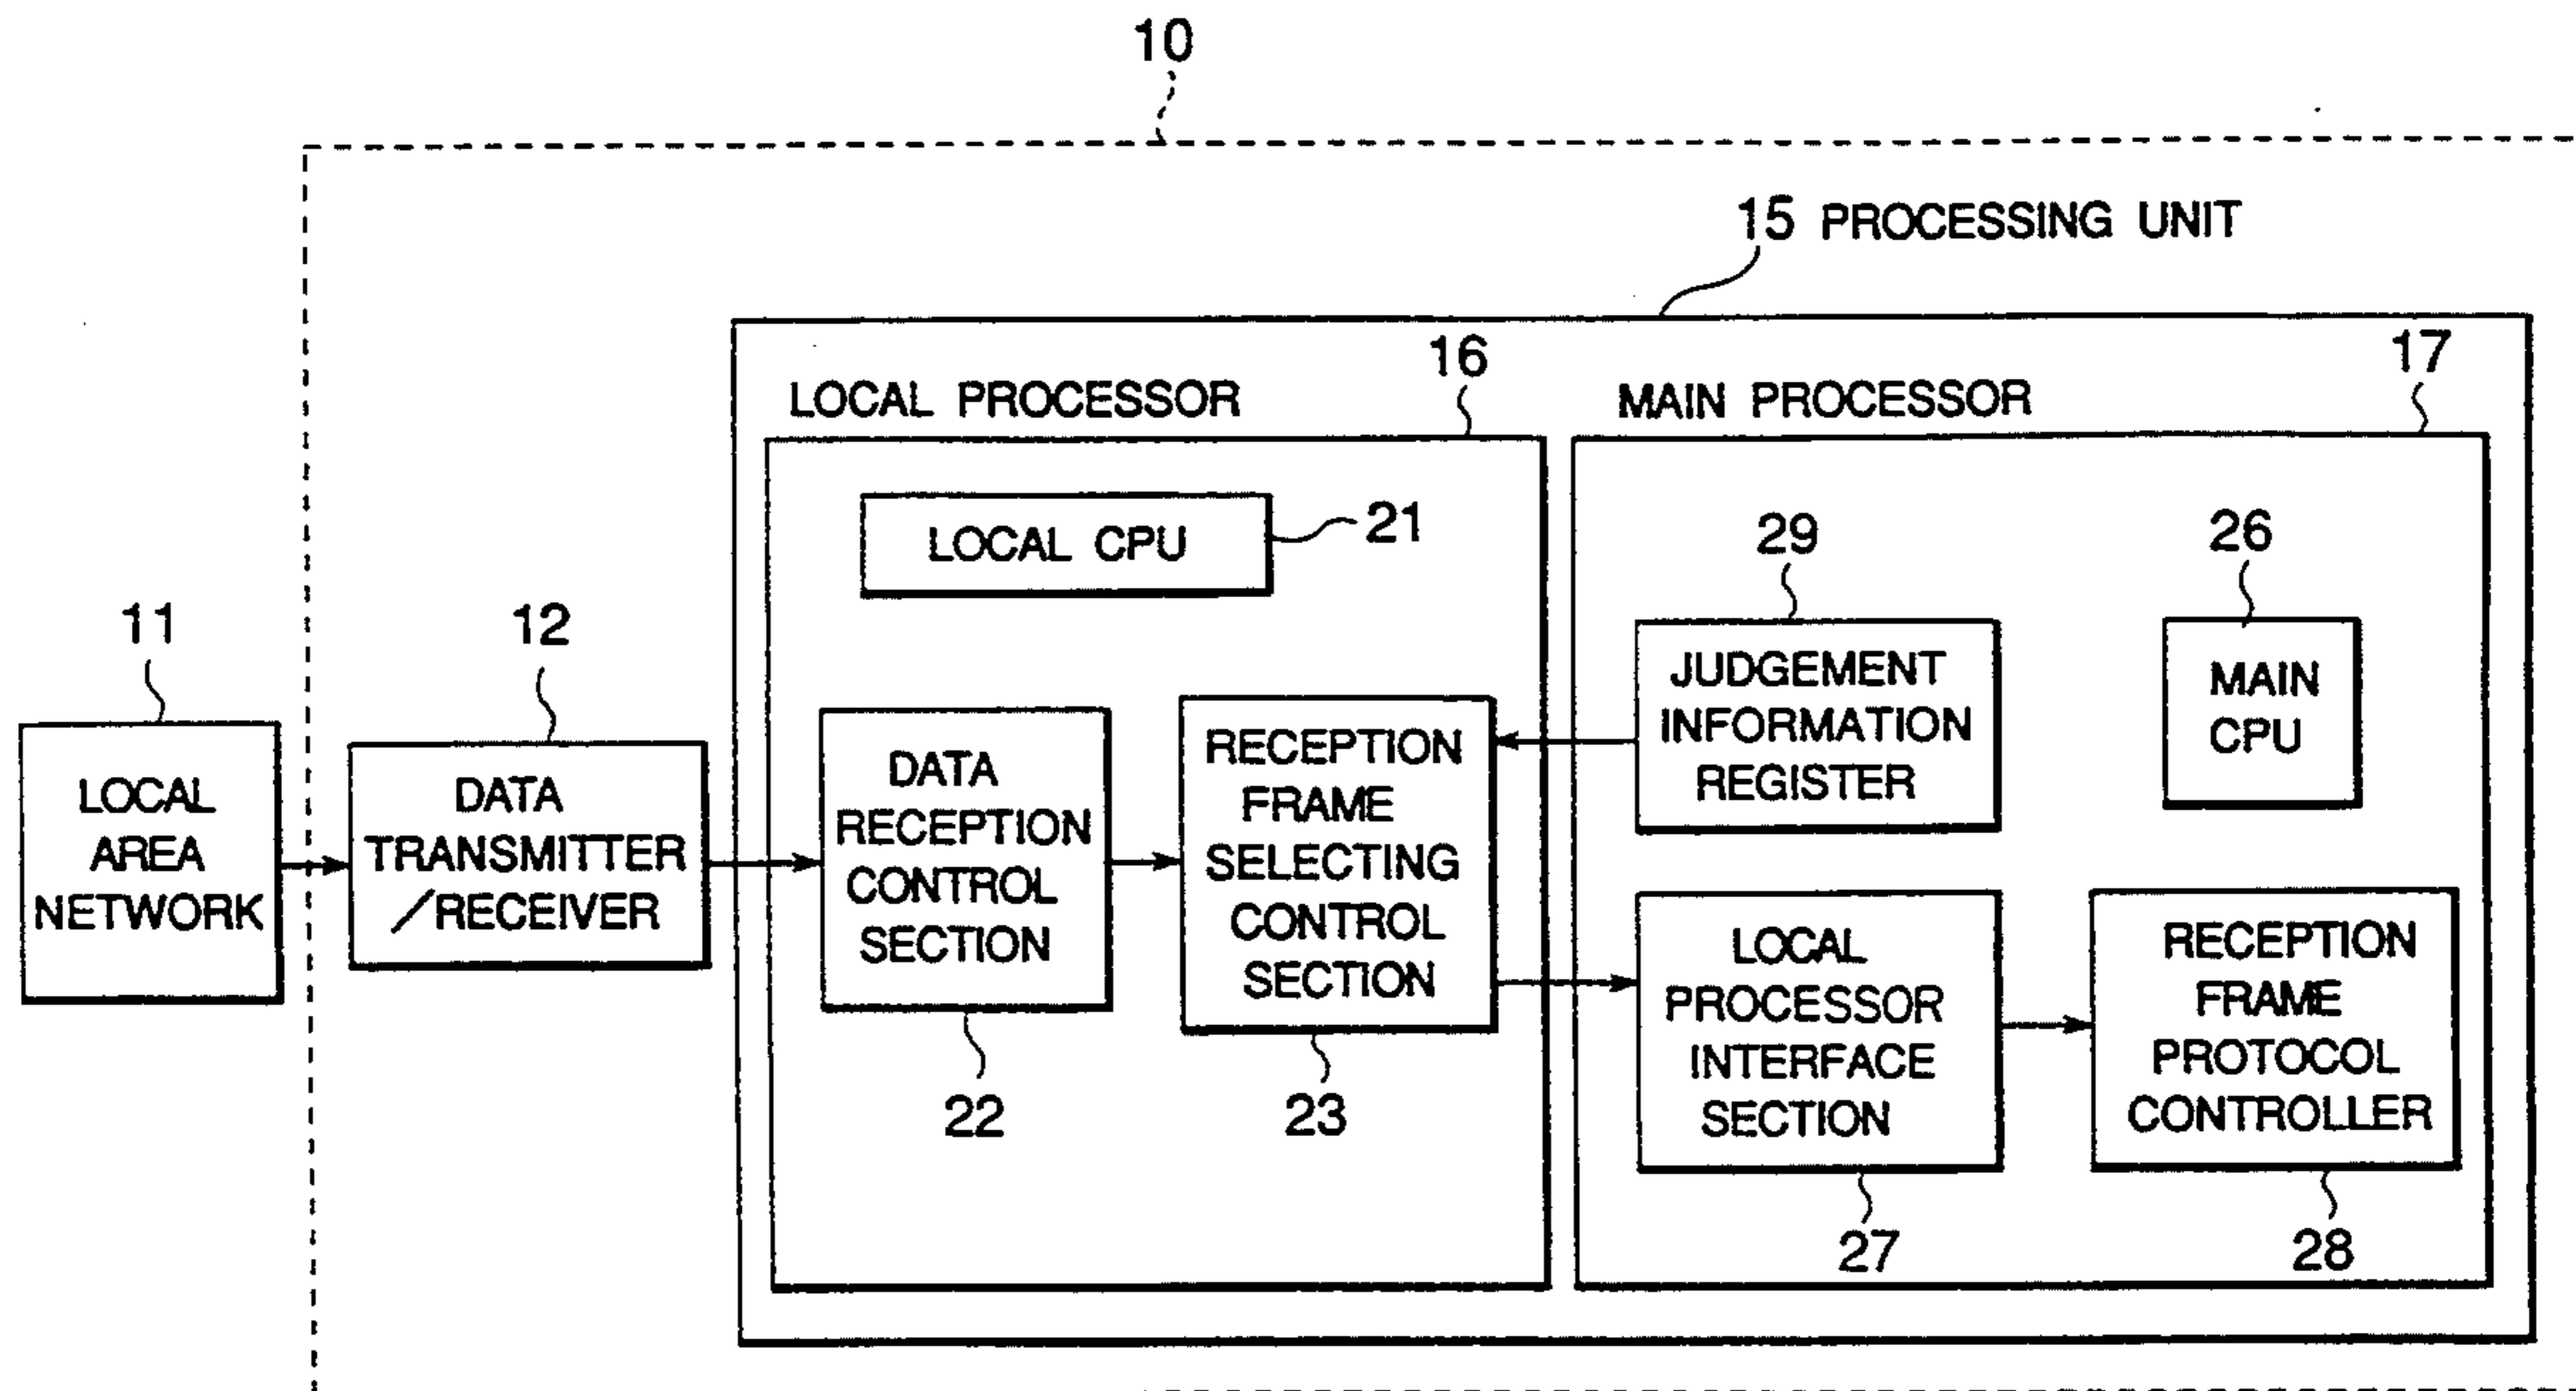 10
15 PROCESSING UNIT
16
17
LOCAL PROCESSOR
MAIN PROCESSOR
LOCAL CPU
21
29
26
11
12
LOCAL
AREA
NETWORK
DATA
TRANSMITTER
/RECEIVER
DATA
RECEPTION
CONTROL
SECTION
RECEPTION
FRAME
SELECTING
CONTROL
SECTION
JUDGEMENT
INFORMATION
REGISTER
MAIN
CPU
LOCAL
PROCESSOR
INTERFACE
SECTION
RECEPTION
FRAME
PROTOCOL
CONTROLLER
22
23
27
28